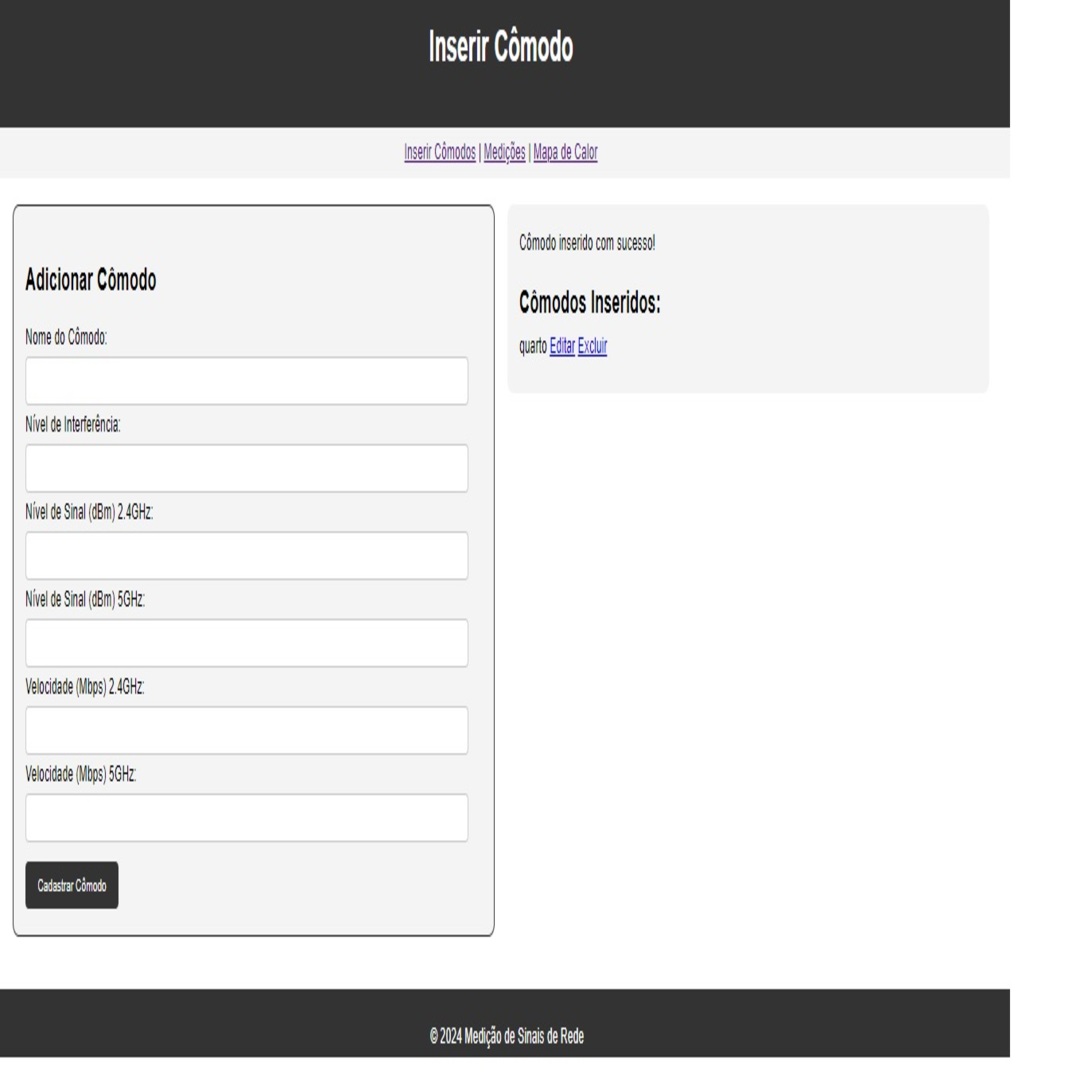 Inserir Cômodo
Inserir Cômodos | Medições | Mapa de Calor
Adicionar Cômodo
Nome do Cômodo:
Nível de Interferência:
Nível de Sinal (dBm) 2.4GHz:
Nível de Sinal (dBm) 5GHz:
Velocidade (Mbps) 2.4GHz:
Velocidade (Mbps) 5GHz:
Cadastrar Cômodo
Cômodo inserido com sucesso!
Cômodos Inseridos:
quarto Editar Excluir
© 2024 Medição de Sinais de Rede